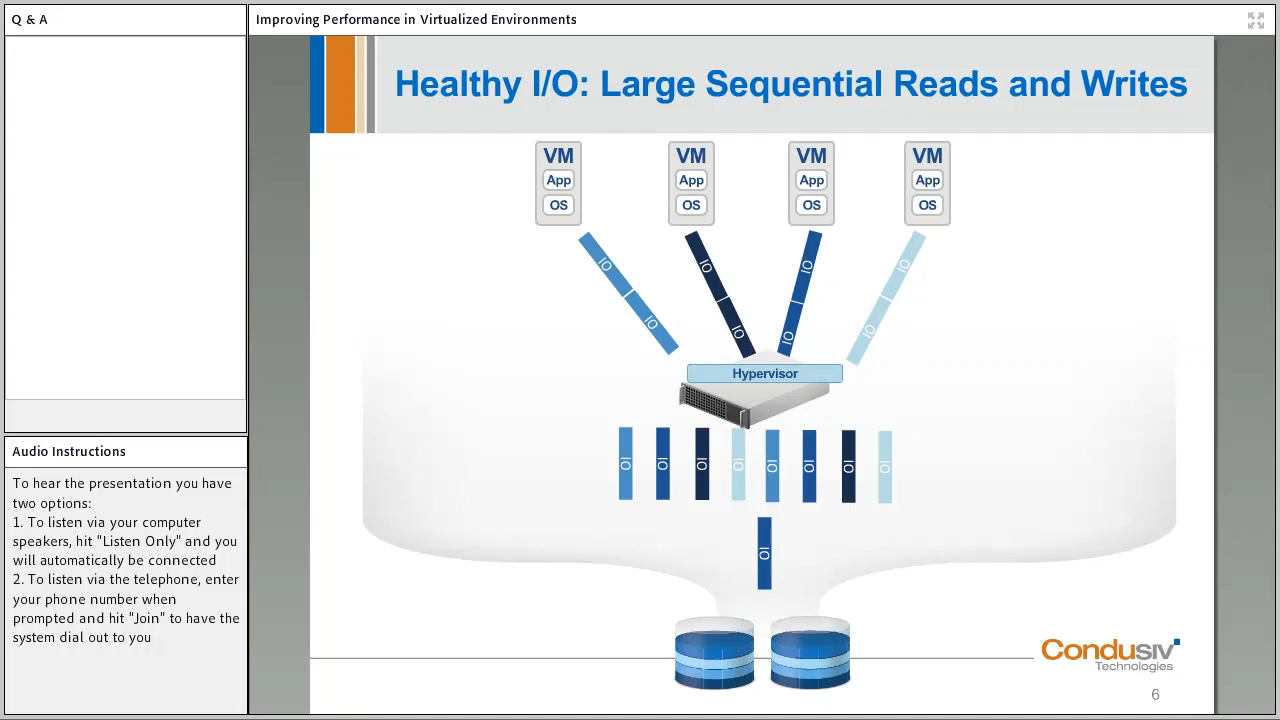 Q & A
Improving Performance in Virtualized Environments
Healthy I/O: Large Sequential Reads and Writes
VM VM VM VM
App App App App
OS OS OS OS
IO IO IO IO
IO IO IO IO
Hypervisor
IO IO IO IO IO IO IO IO
IO
Audio Instructions
To hear the presentation you have
two options:
1. To listen via your computer
speakers, hit "Listen Only" and you
will automatically be connected
2. To listen via the telephone, enter
your phone number when
prompted and hit "Join" to have the
system dial out to you
Condusiv
Technologies
6